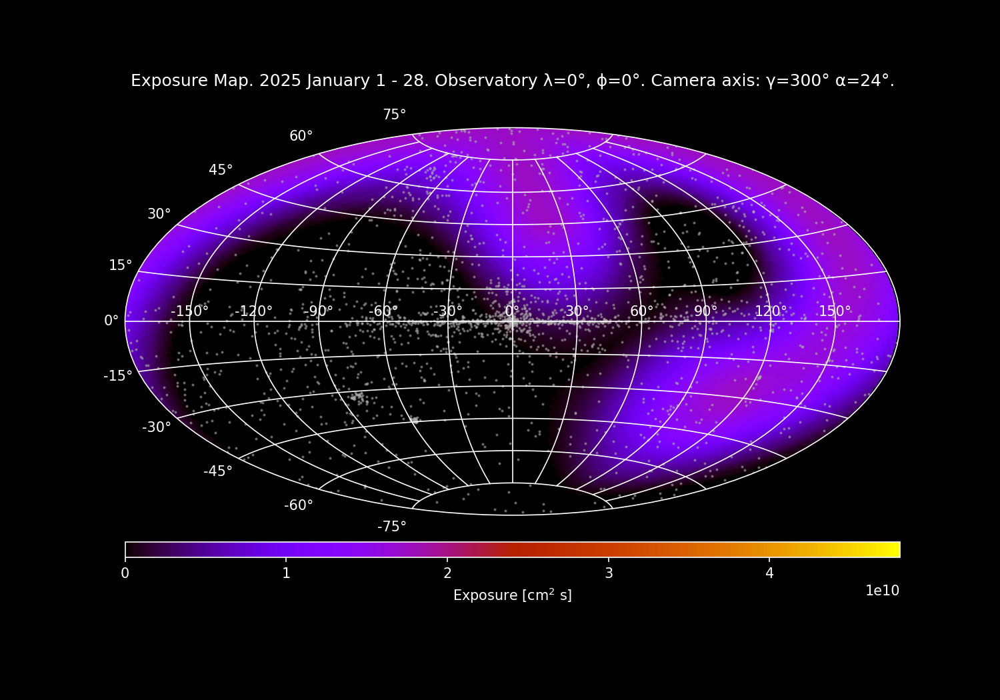 Exposure Map. 2025 January 1 - 28. Observatory λ=0°, ϕ=0°. Camera axis: γ=300° α=24°.
75°
60°
45°
30°
15°
0°
-150° -120° -90° -60° -30° 0° 30° 60° 90° 120° 150°
-15°
-30°
-45°
-60°
-75°
0 1 2 3 4
1e10
Exposure [cm² s]